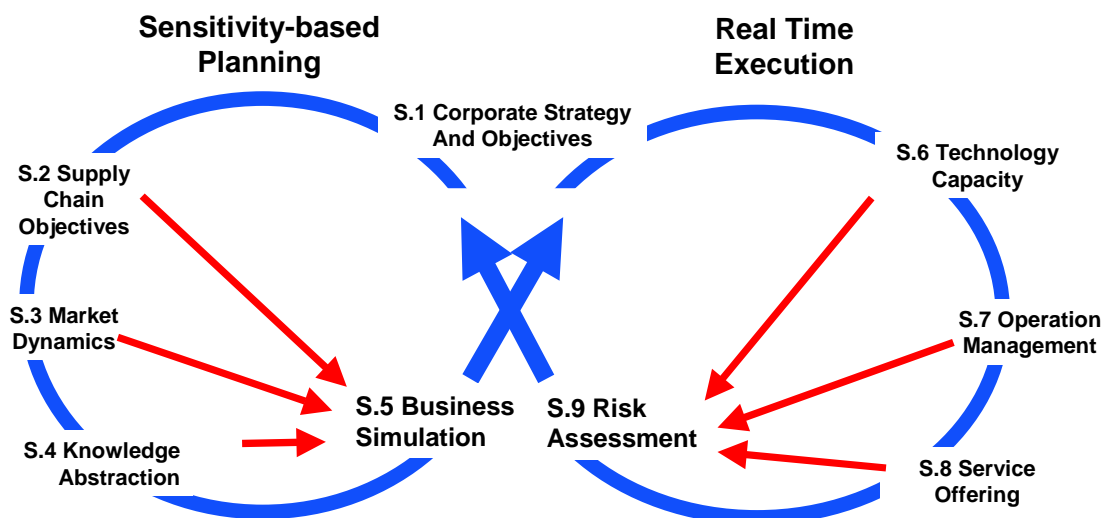 Sensitivity-based
Planning
Real Time
Execution
S.1 Corporate Strategy
And Objectives
S.2 Supply
Chain
Objectives
S.3 Market
Dynamics
S.4 Knowledge
Abstraction
S.5 Business
Simulation
S.9 Risk
Assessment
S.6 Technology
Capacity
S.7 Operation
Management
S.8 Service
Offering